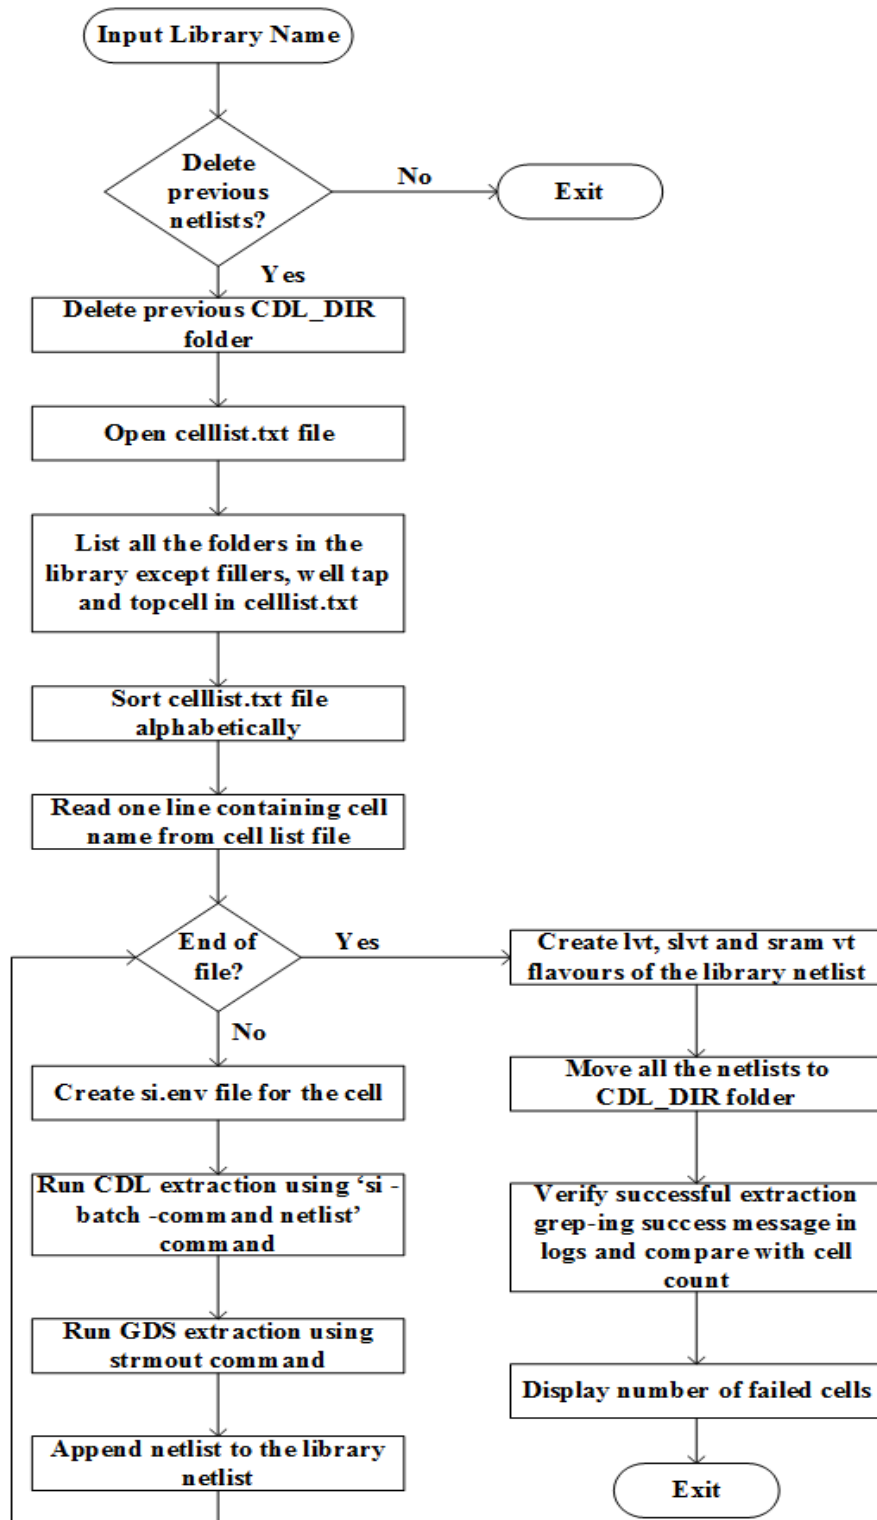 Input Library Name
Delete
previous
netlists?
No
Exit
Yes
Delete previous CDL_DIR
folder
Open celllist.txt file
List all the folders in the
library except fillers, well tap
and topcell in celllist.txt
Sort celllist.txt file
alphabetically
Read one line containing cell
name from cell list file
End of
file?
Yes
Create lvt, slvt and sram vt
flavours of the library netlist
No
Create si.env file for the cell
Move all the netlists to
CDL_DIR folder
Run CDL extraction using ‘si -
batch -command netlist’
command
Verify successful extraction
grep-ing success message in
logs and compare with cell
count
Run GDS extraction using
strmout command
Display number of failed cells
Append netlist to the library
netlist
Exit